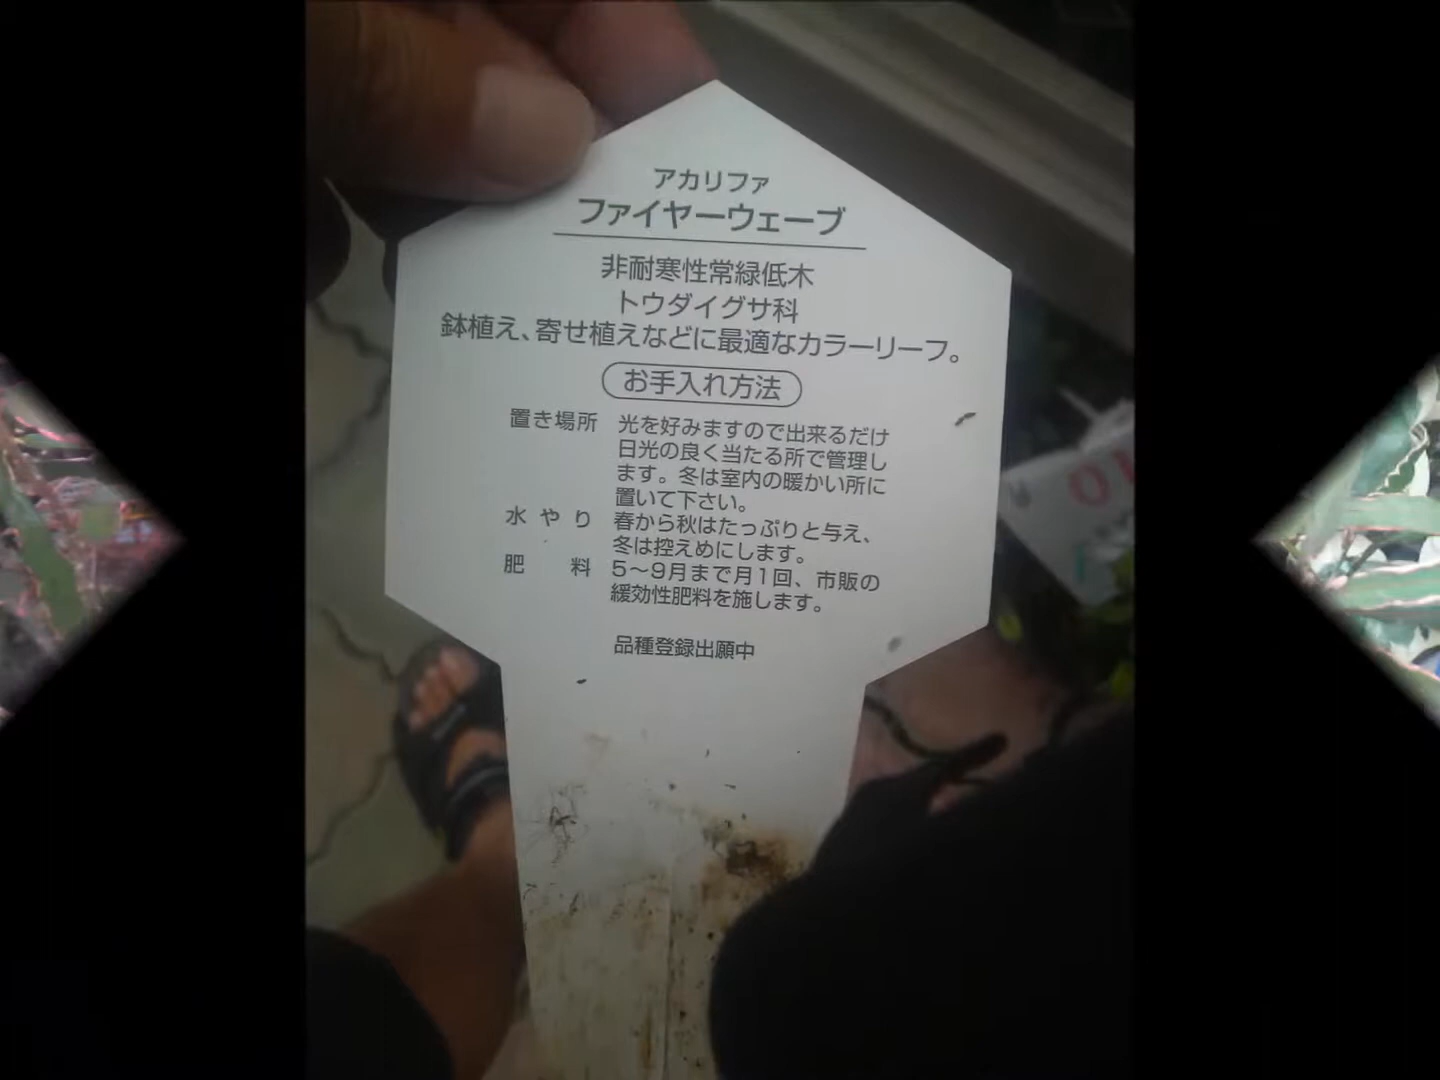 アカリファ
ファイヤーウェーブ
非耐寒性常緑低木
トウダイグサ科
鉢植え、寄せ植えなどに最適なカラーリーフ。
お手入れ方法
置き場所 光を好みますので出来るだけ
日光の良く当たる所で管理し
ます。冬は室内の暖かい所に
置いて下さい。
水やり 春から秋はたっぷりと与え、
冬は控えめにします。
肥料 5～9月まで月1回、市販の
緩効性肥料を施します。
品種登録出願中